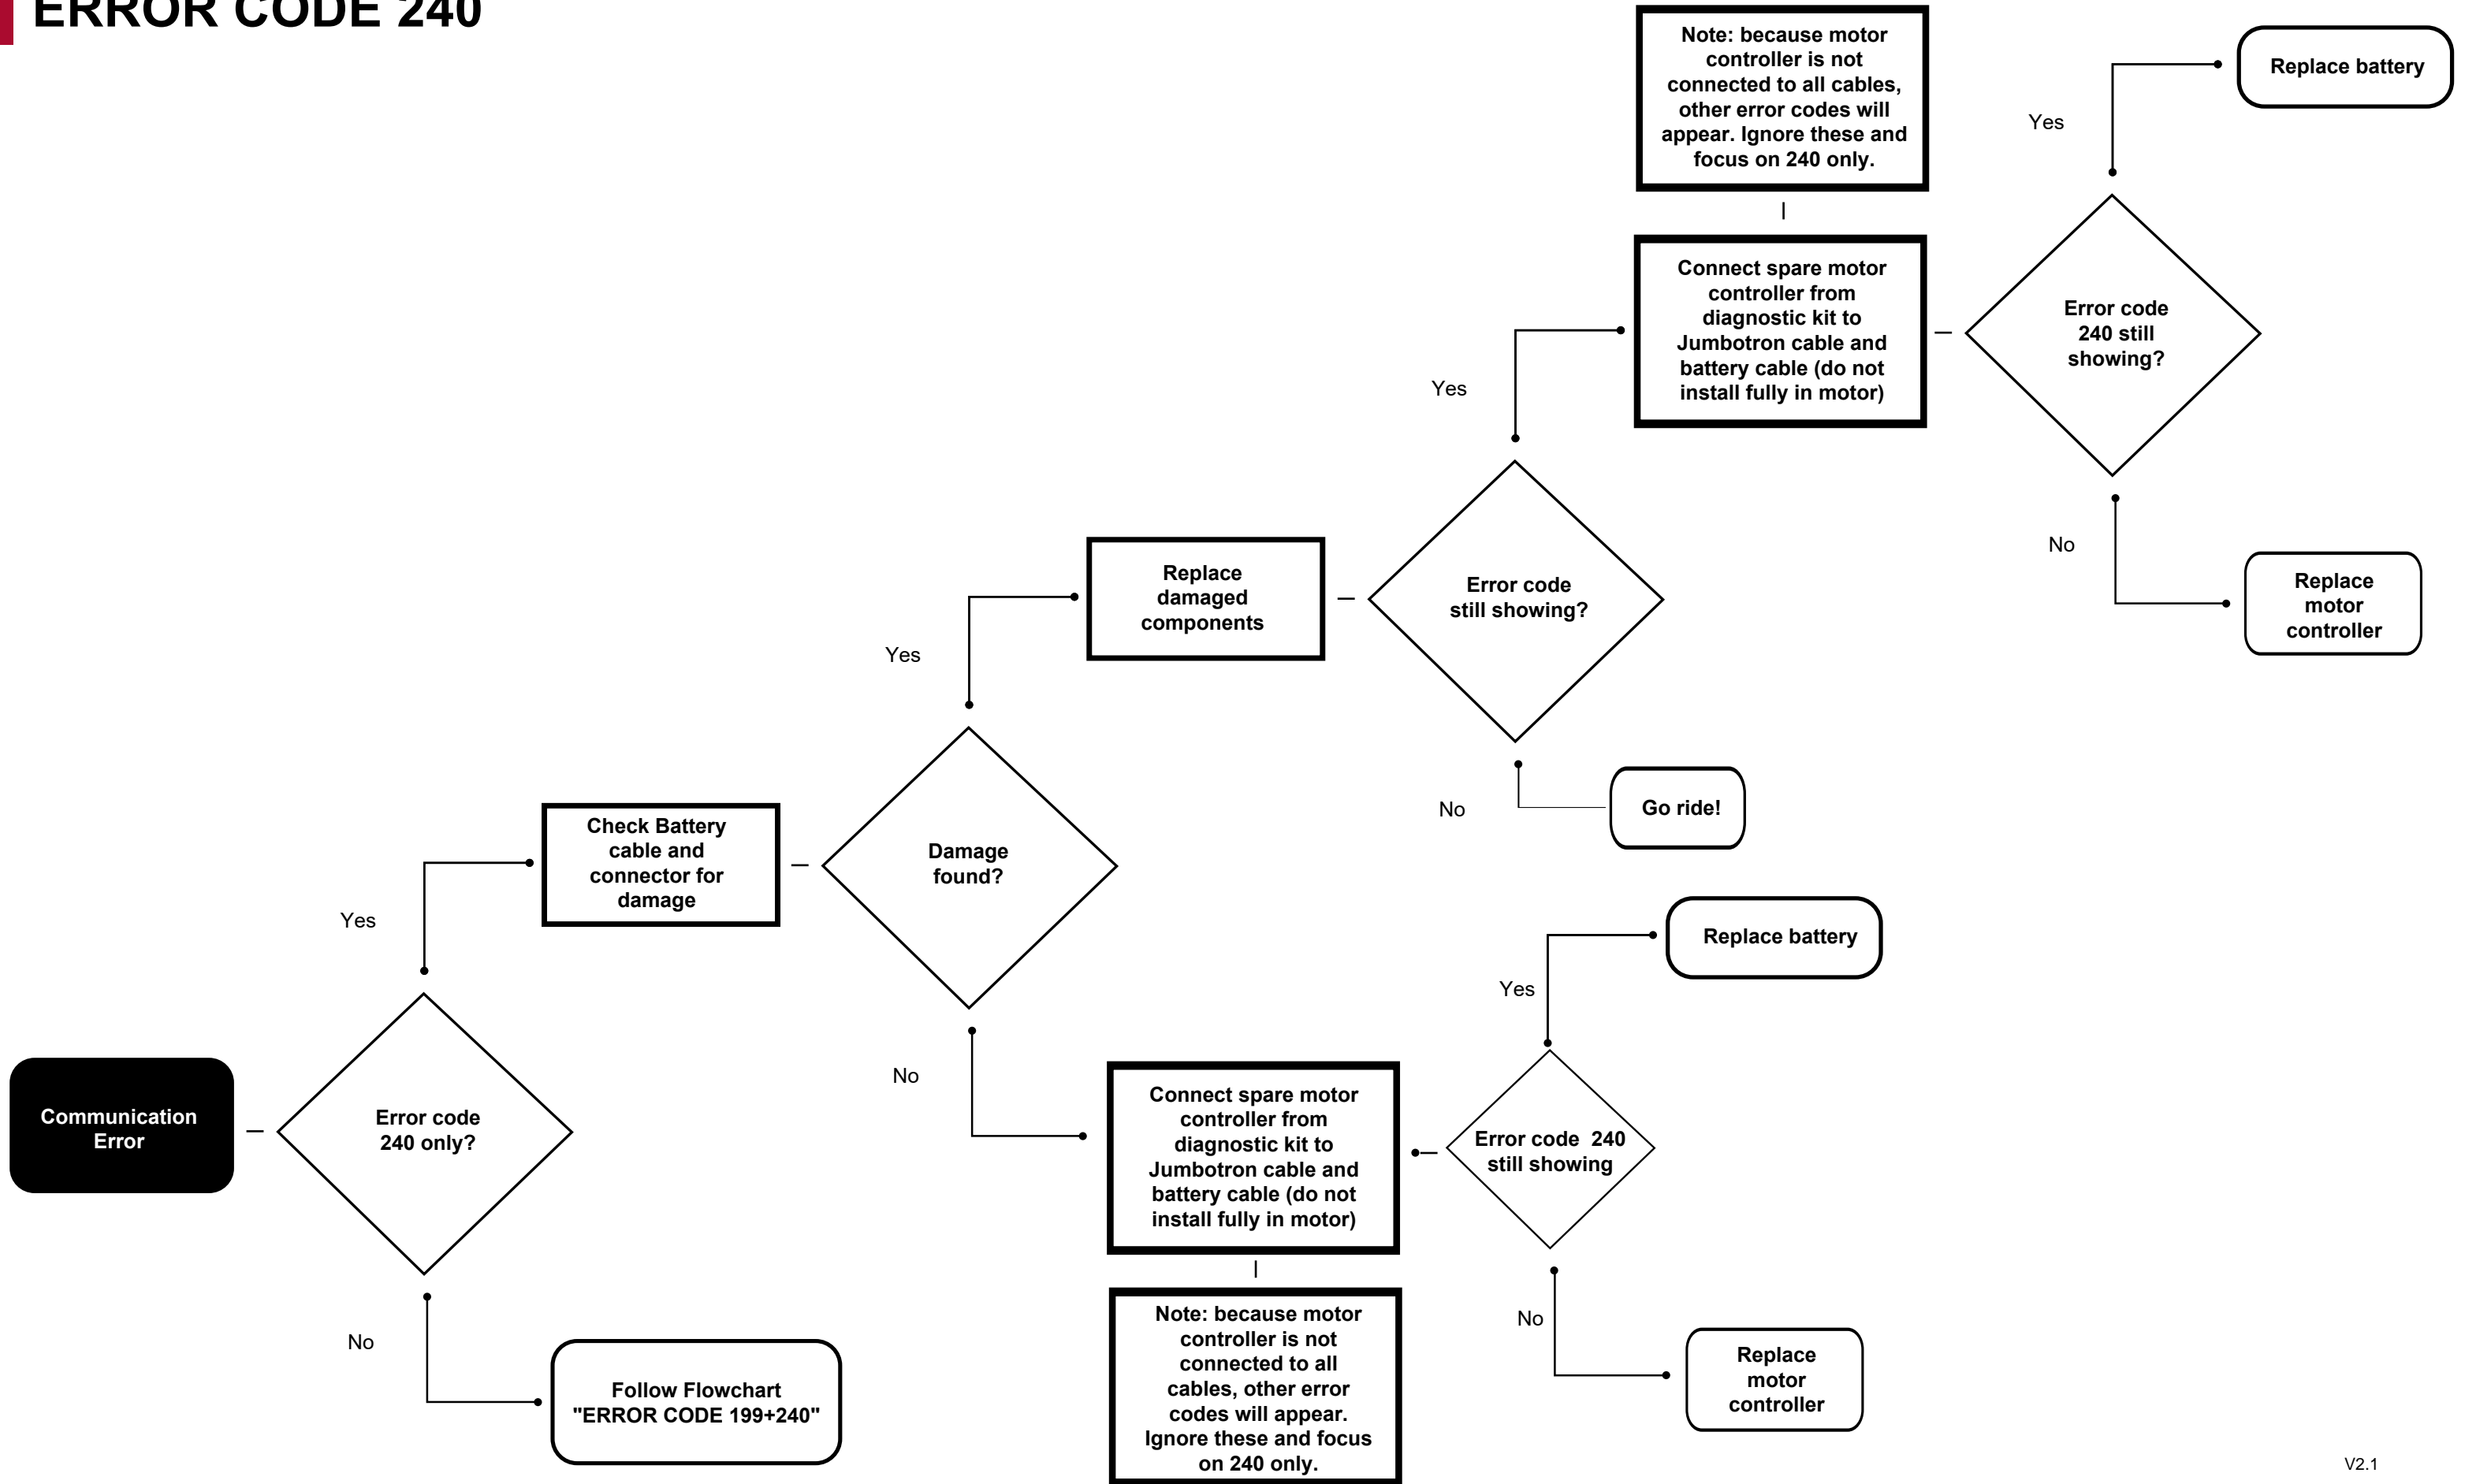 ERROR CODE 240
Note: because motor
controller is not
connected to all cables,
other error codes will
appear. Ignore these and
focus on 240 only.
Replace battery
Yes
Connect spare motor
controller from
diagnostic kit to
Jumbotron cable and
battery cable (do not
install fully in motor)
Error code
240 still
showing?
Yes
No
Replace
motor
controller
Replace
damaged
components
Error code
still showing?
Yes
No
Go ride!
Check Battery
cable and
connector for
damage
Damage
found?
Yes
Replace battery
Yes
No
Connect spare motor
controller from
diagnostic kit to
Jumbotron cable and
battery cable (do not
install fully in motor)
Error code  240
still showing
Communication
Error
Error code
240 only?
No
Follow Flowchart
"ERROR CODE 199+240"
Note: because motor
controller is not
connected to all
cables, other error
codes will appear.
Ignore these and focus
on 240 only.
No
Replace
motor
controller
V2.1